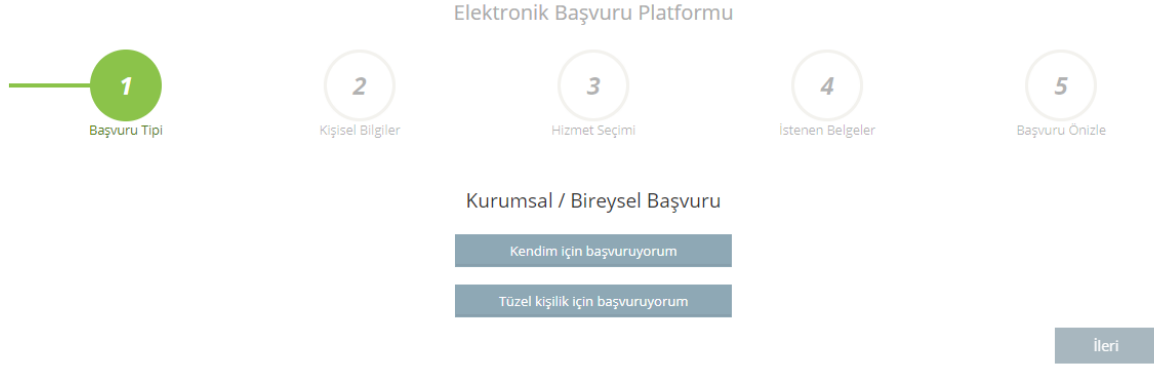 Elektronik Başvuru Platformu
1
2
3
4
5
Başvuru Tipi
Kişisel Bilgiler
Hizmet Seçimi
İstenen Belgeler
Başvuru Önizle
Kurumsal / Bireysel Başvuru
Kendim için başvuruyorum
Tüzel kişilik için başvuruyorum
İleri